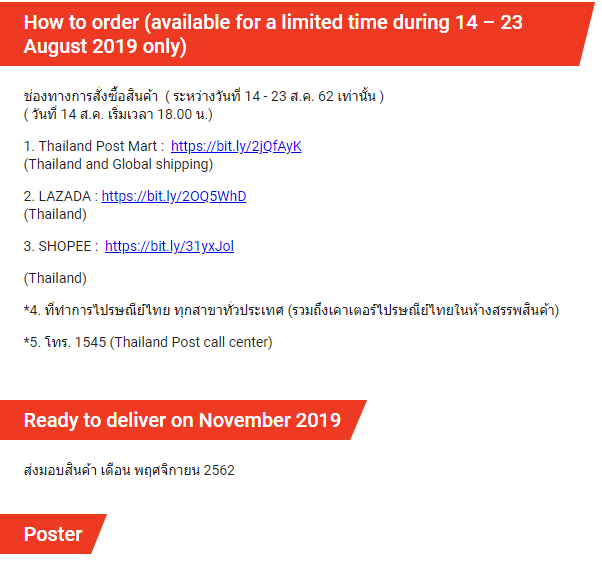 How to order (available for a limited time during 14 – 23
August 2019 only)
ช่องทางการสั่งซื้อสินค้า ( ระหว่างวันที่ 14 - 23 ส.ค. 62 เท่านั้น )
( วันที่ 14 ส.ค. เริ่มเวลา 18.00 น.)
1. Thailand Post Mart : https://bit.ly/2jQfAyK
(Thailand and Global shipping)
2. LAZADA : https://bit.ly/2OQ5WhD
(Thailand)
3. SHOPEE : https://bit.ly/31yxJol
(Thailand)
*4. ที่ทำการไปรษณีย์ไทย ทุกสาขาทั่วประเทศ (รวมถึงเคาเตอร์ไปรษณีย์ไทยในห้างสรรพสินค้า)
*5. โทร. 1545 (Thailand Post call center)
Ready to deliver on November 2019
ส่งมอบสินค้า เดือน พฤศจิกายน 2562
Poster